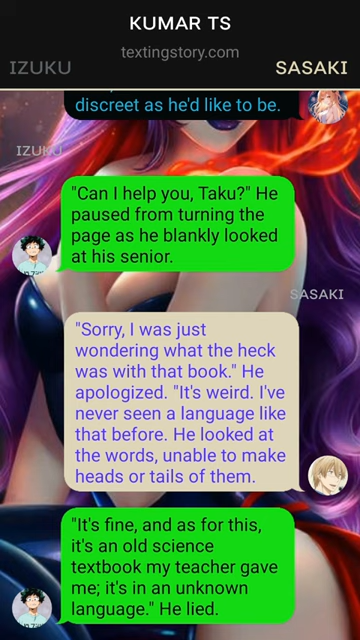 KUMAR TS
textingstory.com
IZUKU
SASAKI
discreet as he'd like to be.
IZUKU
"Can I help you, Taku?" He
paused from turning the
page as he blankly looked
at his senior.
SASAKI
"Sorry, I was just
wondering what the heck
was with that book." He
apologized. "It's weird. I've
never seen a language like
that before. He looked at
the words, unable to make
heads or tails of them.
"It's fine, and as for this,
it's an old science
textbook my teacher gave
me; it's in an unknown
language." He lied.